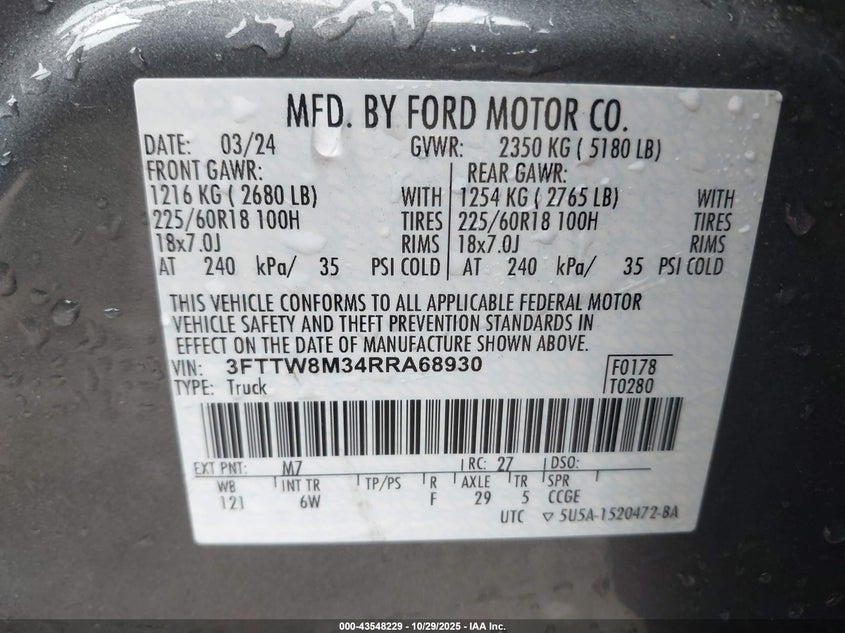 MFD. BY FORD MOTOR CO.
DATE: 03/24 GVWR: 2350 KG ( 5180 LB)
FRONT GAWR: REAR GAWR:
1216 KG ( 2680 LB) WITH 1254 KG ( 2765 LB) WITH
225/60R18 100H TIRES 225/60R18 100H TIRES
18x7.0J RIMS 18x7.0J RIMS
AT 240 kPa/ 35 PSI COLD AT 240 kPa/ 35 PSI COLD
THIS VEHICLE CONFORMS TO ALL APPLICABLE FEDERAL MOTOR
VEHICLE SAFETY AND THEFT PREVENTION STANDARDS IN
EFFECT ON THE DATE OF MANUFACTURE SHOWN ABOVE.
VIN: 3FTTW8M34RRA68930 F0178
TYPE: Truck T0280
EXT PNT: M7 RC: 27 DSO:
WB INT TR TP/PS R AXLE TR SPR
121 6W F 29 5 CCGE
UTC ▽ 5U5A-1520472-BA
000-43548229 - 10/29/2025 - IAA Inc.